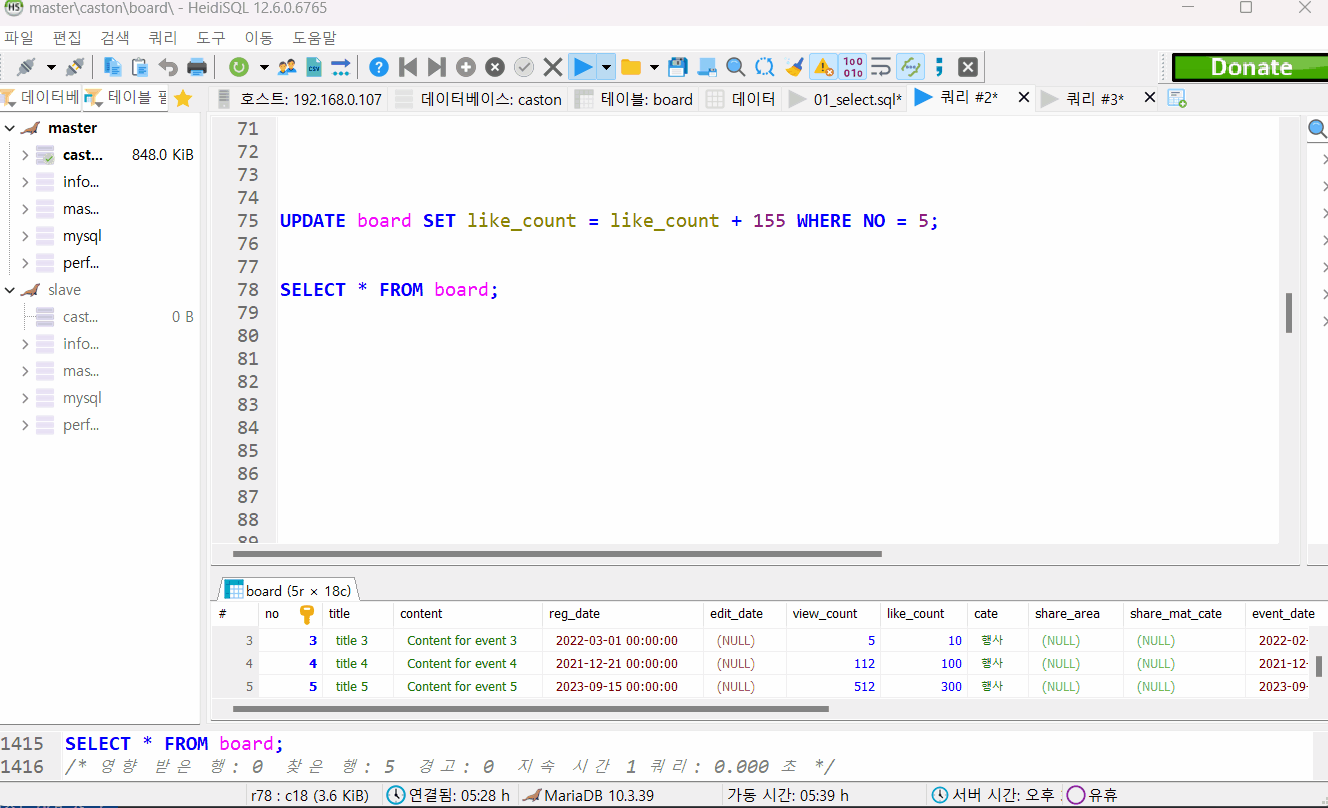 master\caston\board\ - HeidiSQL 12.6.0.6765
파일 편집 검색 쿼리 도구 이동 도움말
Donate
데이터베 테이블 필 호스트: 192.168.0.107 데이터베이스: caston 테이블: board 데이터 01_select.sql* 쿼리 #2* 쿼리 #3*
master
cast... 848.0 KiB
info...
mas...
mysql
perf...
slave
cast... 0 B
info...
mas...
mysql
perf...
71
72
73
74
75 UPDATE board SET like_count = like_count + 155 WHERE NO = 5;
76
77
78 SELECT * FROM board;
79
80
81
82
83
84
85
86
87
88
89
board (5r × 18c)
# no title content reg_date edit_date view_count like_count cate share_area share_mat_cate event_date
3 3 title 3 Content for event 3 2022-03-01 00:00:00 (NULL) 5 10 행사 (NULL) (NULL) 2022-02-
4 4 title 4 Content for event 4 2021-12-21 00:00:00 (NULL) 112 100 행사 (NULL) (NULL) 2021-12-
5 5 title 5 Content for event 5 2023-09-15 00:00:00 (NULL) 512 300 행사 (NULL) (NULL) 2023-09-
1415 SELECT * FROM board;
1416 /* 영향 받은 행: 0 찾은 행: 5 경고: 0 지속 시간 1 쿼리: 0.000 초 */
r78 : c18 (3.6 KiB) 연결됨: 05:28 h MariaDB 10.3.39 가동 시간: 05:39 h 서버 시간: 오후 유휴